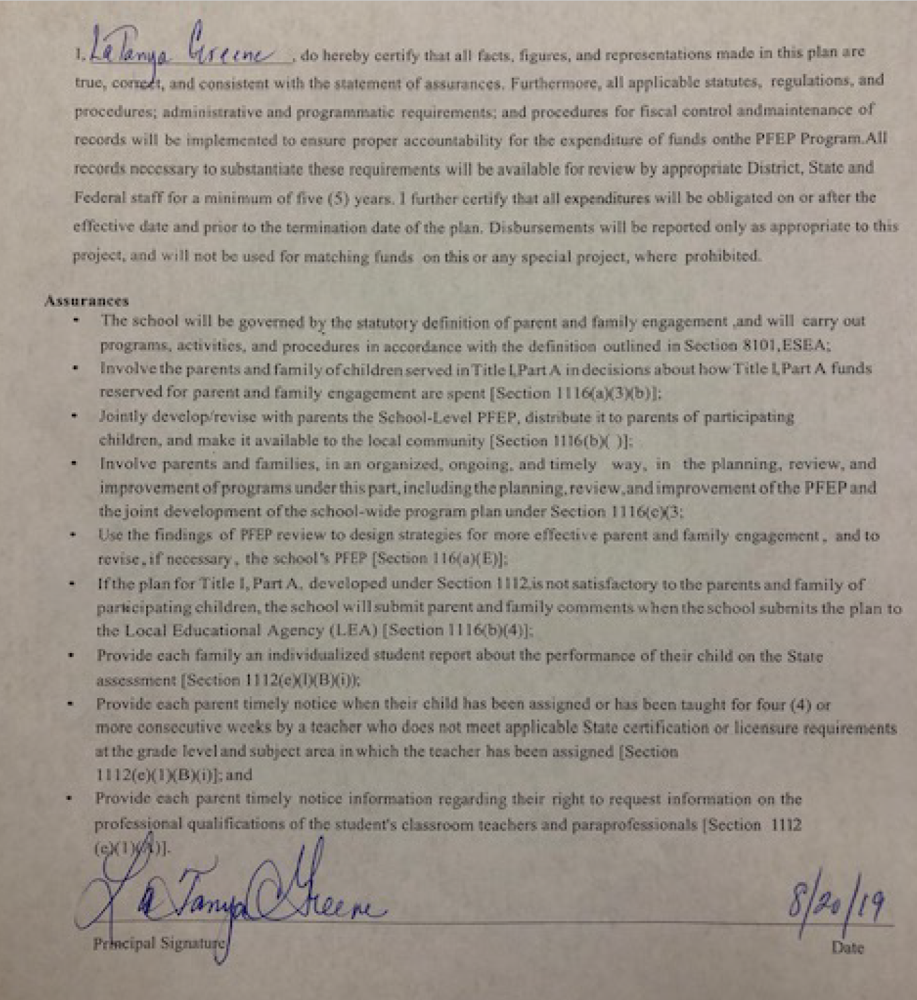 I, LaTanya Greene, do hereby certify that all facts, figures, and representations made in this plan are
true, correct, and consistent with the statement of assurances. Furthermore, all applicable statutes, regulations, and
procedures; administrative and programmatic requirements; and procedures for fiscal control andmaintenance of
records will be implemented to ensure proper accountability for the expenditure of funds onthe PFEP Program.All
records necessary to substantiate these requirements will be available for review by appropriate District, State and
Federal staff for a minimum of five (5) years. I further certify that all expenditures will be obligated on or after the
effective date and prior to the termination date of the plan. Disbursements will be reported only as appropriate to this
project, and will not be used for matching funds on this or any special project, where prohibited.
Assurances
• The school will be governed by the statutory definition of parent and family engagement ,and will carry out
programs, activities, and procedures in accordance with the definition outlined in Section 8101,ESEA;
• Involve the parents and family of children served in Title I,Part A in decisions about how Title I,Part A funds
reserved for parent and family engagement are spent [Section 1116(a)(3)(b)];
• Jointly develop/revise with parents the School-Level PFEP, distribute it to parents of participating
children, and make it available to the local community [Section 1116(b)( )];
• Involve parents and families, in an organized, ongoing, and timely way, in the planning, review, and
improvement of programs under this part, including the planning, review,and improvement of the PFEP and
the joint development of the school-wide program plan under Section 1116(c)(3;
• Use the findings of PFEP review to design strategies for more effective parent and family engagement , and to
revise, if necessary , the school's PFEP [Section 116(a)(E)];
• If the plan for Title I, Part A, developed under Section 1112,is not satisfactory to the parents and family of
participating children, the school will submit parent and family comments when the school submits the plan to
the Local Educational Agency (LEA) [Section 1116(b)(4)];
• Provide each family an individualized student report about the performance of their child on the State
assessment [Section 1112(e)(l)(B)(i));
• Provide each parent timely notice when their child has been assigned or has been taught for four (4) or
more consecutive weeks by a teacher who does not meet applicable State certification or licensure requirements
at the grade level and subject area in which the teacher has been assigned [Section
1112(e)(1)(B)(i)]; and
• Provide each parent timely notice information regarding their right to request information on the
professional qualifications of the student's classroom teachers and paraprofessionals [Section 1112
(e)(1)(A)].
LaTanya Greene 8/20/19
Principal Signature Date